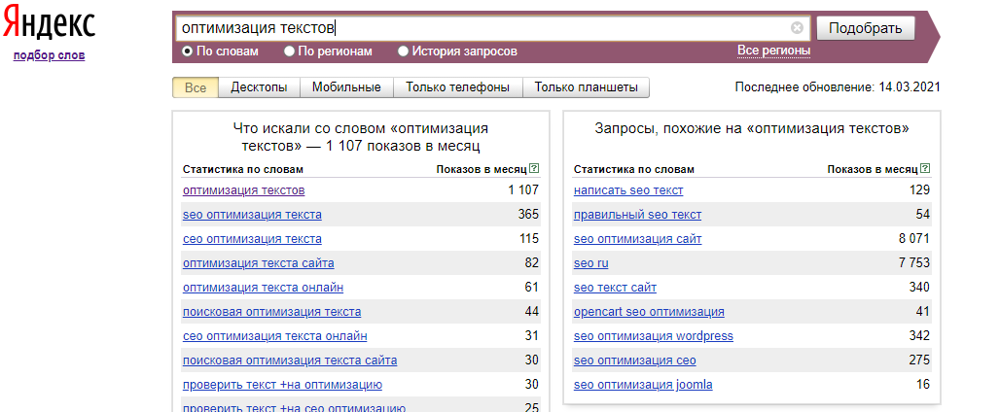 Яндекс
подбор слов
оптимизация текстов
Подобрать
По словам По регионам История запросов Все регионы
Все Десктопы Мобильные Только телефоны Только планшеты Последнее обновление: 14.03.2021
Что искали со словом «оптимизация
текстов» — 1 107 показов в месяц
Статистика по словам Показов в месяц ?
оптимизация текстов 1 107
seo оптимизация текста 365
сео оптимизация текста 115
оптимизация текста сайта 82
оптимизация текста онлайн 61
поисковая оптимизация текста 44
сео оптимизация текста онлайн 31
поисковая оптимизация текста сайта 30
проверить текст +на оптимизацию 30
проверить текст +на сео оптимизацию 25
Запросы, похожие на «оптимизация текстов»
Статистика по словам Показов в месяц ?
написать seo текст 129
правильный seo текст 54
seo оптимизация сайт 8 071
seo ru 7 753
seo текст сайт 340
opencart seo оптимизация 41
seo оптимизация wordpress 342
seo оптимизация сео 275
seo оптимизация joomla 16